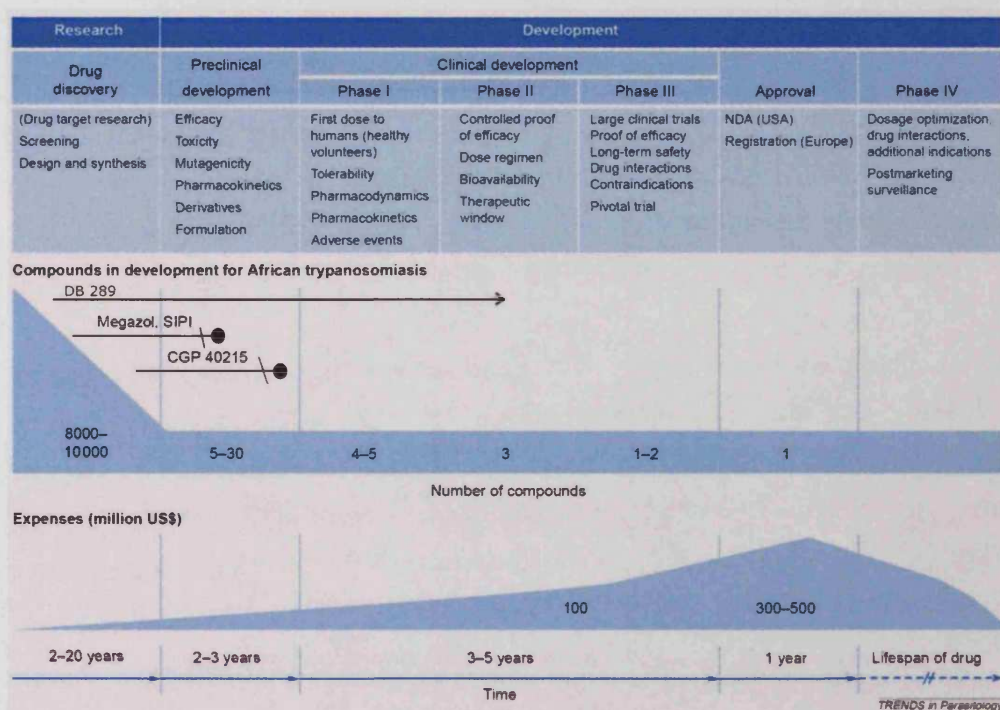 Research
Development
Drug
discovery
Preclinical
development
Clinical development
Phase I
Phase II
Phase III
Approval
Phase IV
(Drug target research)
Screening
Design and synthesis
Efficacy
Toxicity
Mutagenicity
Pharmacokinetics
Derivatives
Formulation
First dose to
humans (healthy
volunteers)
Tolerability
Pharmacodynamics
Pharmacokinetics
Adverse events
Controlled proof
of efficacy
Dose regimen
Bioavailability
Therapeutic
window
Large clinical trials
Proof of efficacy
Long-term safety
Drug interactions
Contraindications
Pivotal trial
NDA (USA)
Registration (Europe)
Dosage optimization
drug interactions,
additional indications
Postmarketing
surveillance
Compounds in development for African trypanosomiasis
DB 289
Megazol, SIPI
CGP 40215
8000–
10000
5–30
4–5
3
1–2
1
Number of compounds
Expenses (million US$)
100
300–500
2–20 years
2–3 years
3–5 years
1 year
Lifespan of drug
Time
TRENDS in Parasitology